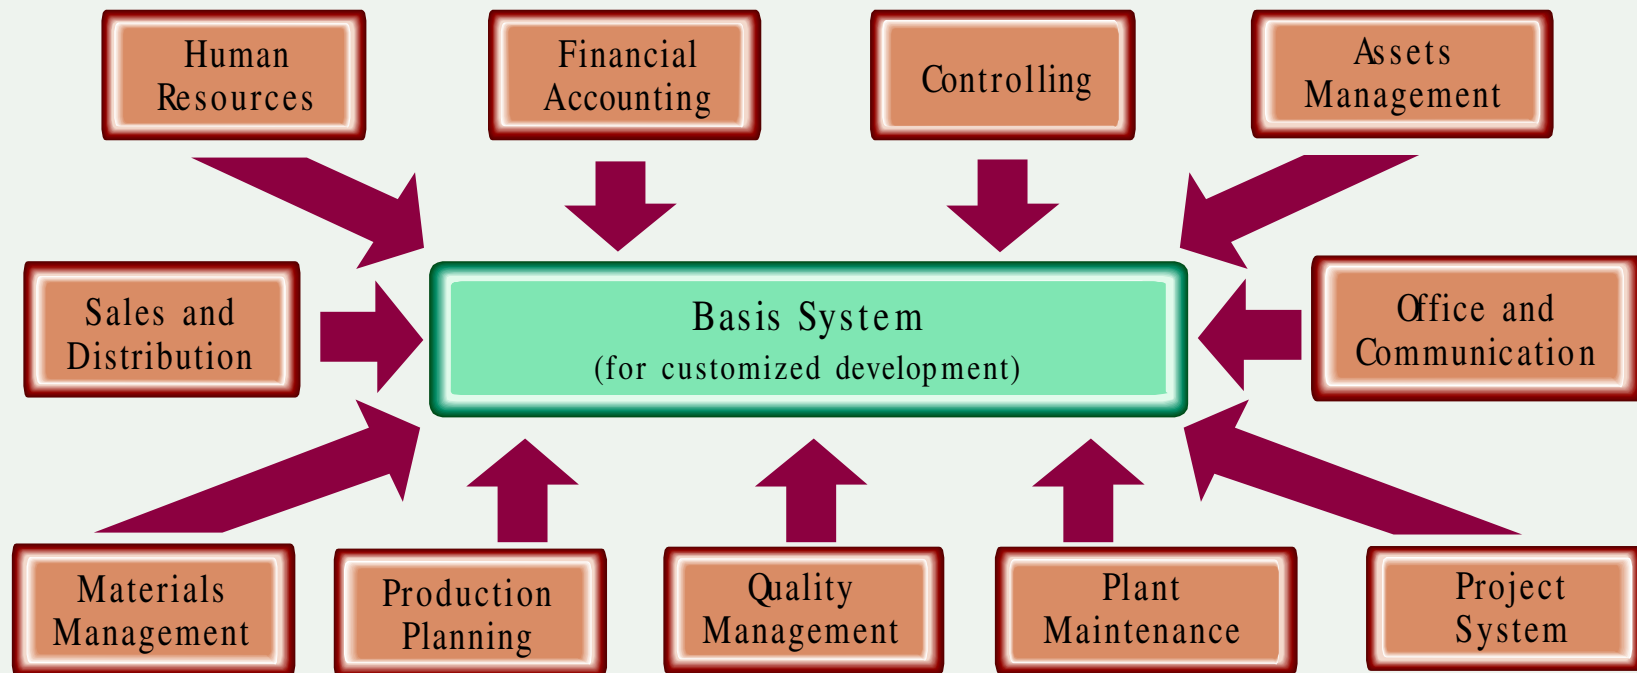 Human
Resources
Financial
Accounting
Controlling
Assets
Management
Sales and
Distribution
Basis System
(for customized development)
Office and
Communication
Materials
Management
Production
Planning
Quality
Management
Plant
Maintenance
Project
System